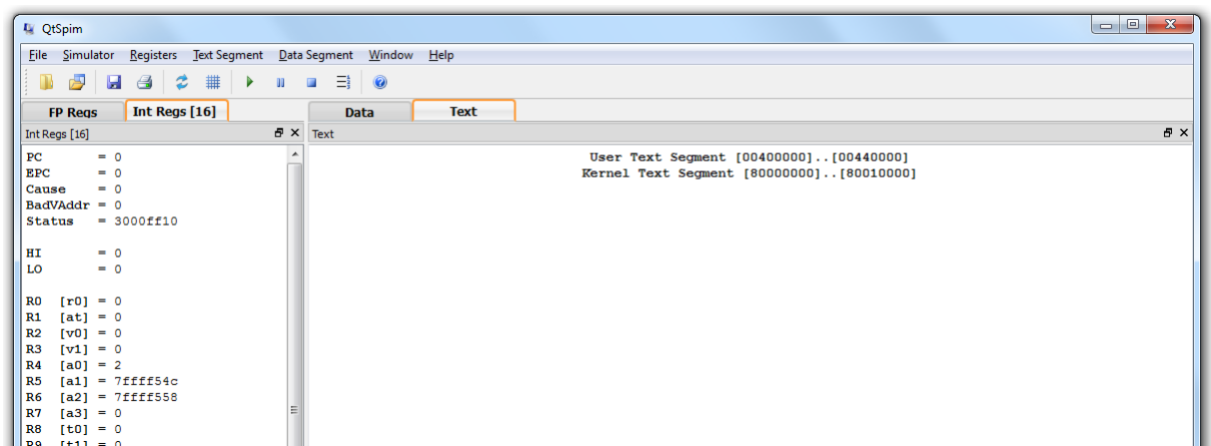 QtSpim
File Simulator Registers Text Segment Data Segment Window Help
FP Regs Int Regs [16] Data Text
Int Regs [16] Text
PC = 0
EPC = 0
Cause = 0
BadVAddr = 0
Status = 3000ff10
HI = 0
LO = 0
R0 [r0] = 0
R1 [at] = 0
R2 [v0] = 0
R3 [v1] = 0
R4 [a0] = 2
R5 [a1] = 7ffff54c
R6 [a2] = 7ffff558
R7 [a3] = 0
R8 [t0] = 0
R9 [t1] = 0
User Text Segment [00400000]..[00440000]
Kernel Text Segment [80000000]..[80010000]